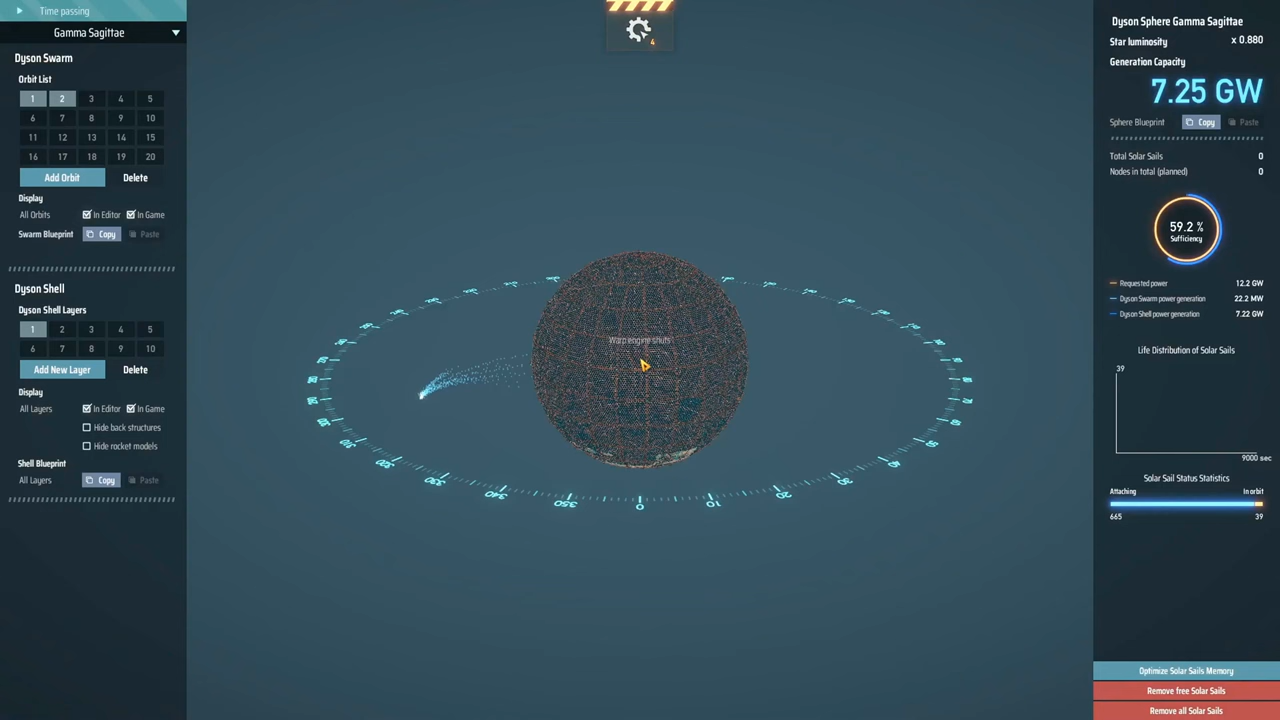 Time passing
Gamma Sagittae
Dyson Swarm
Orbit List
1 2 3 4 5
6 7 8 9 10
11 12 13 14 15
16 17 18 19 20
Add Orbit Delete
Display
All Orbits In Editor In Game
Swarm Blueprint Copy Paste
Dyson Shell
Dyson Shell Layers
1 2 3 4 5
6 7 8 9 10
Add New Layer Delete
Display
All Layers In Editor In Game
Hide back structures
Hide rocket models
Shell Blueprint
All Layers Copy Paste
4
Warp engine shuts
330
340
350
0
10
20
30
Dyson Sphere Gamma Sagittae
Star luminosity x 0.880
Generation Capacity
7.25 GW
Sphere Blueprint Copy Paste
Total Solar Sails 0
Nodes in total (planned) 0
59.2 %
Sufficiency
Requested power 12.2 GW
Dyson Swarm power generation 22.2 MW
Dyson Shell power generation 7.22 GW
Life Distribution of Solar Sails
39
9000 sec
Solar Sail Status Statistics
Attaching In orbit
665 39
Optimize Solar Sails Memory
Remove free Solar Sails
Remove all Solar Sails